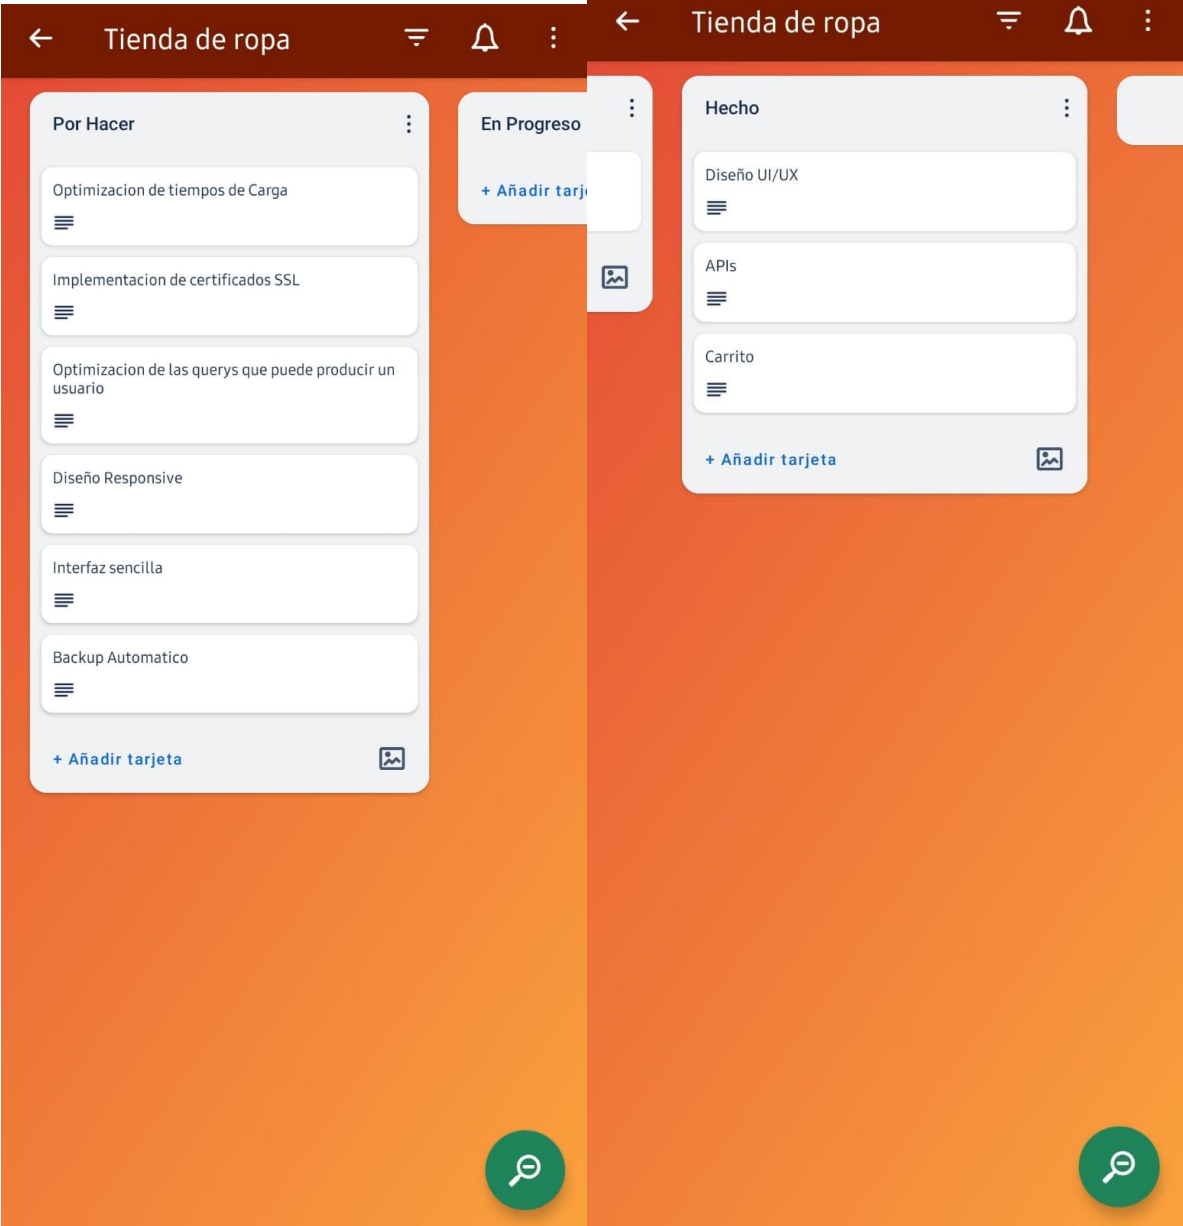 Tienda de ropa
Por Hacer
Optimizacion de tiempos de Carga
Implementacion de certificados SSL
Optimizacion de las querys que puede producir un
usuario
Diseño Responsive
Interfaz sencilla
Backup Automatico
+ Añadir tarjeta
En Progreso
+ Añadir tarj
Tienda de ropa
Hecho
Diseño UI/UX
APIs
Carrito
+ Añadir tarjeta